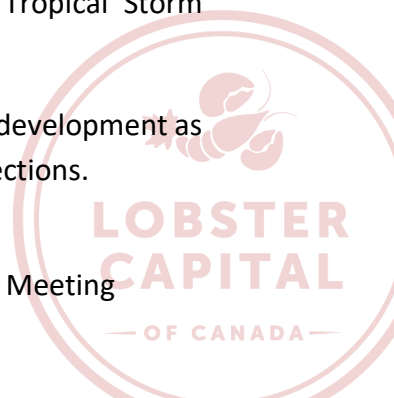 Tropical Storm
development as
ections.
LOBSTER
CAPITAL
Meeting
OF CANADA